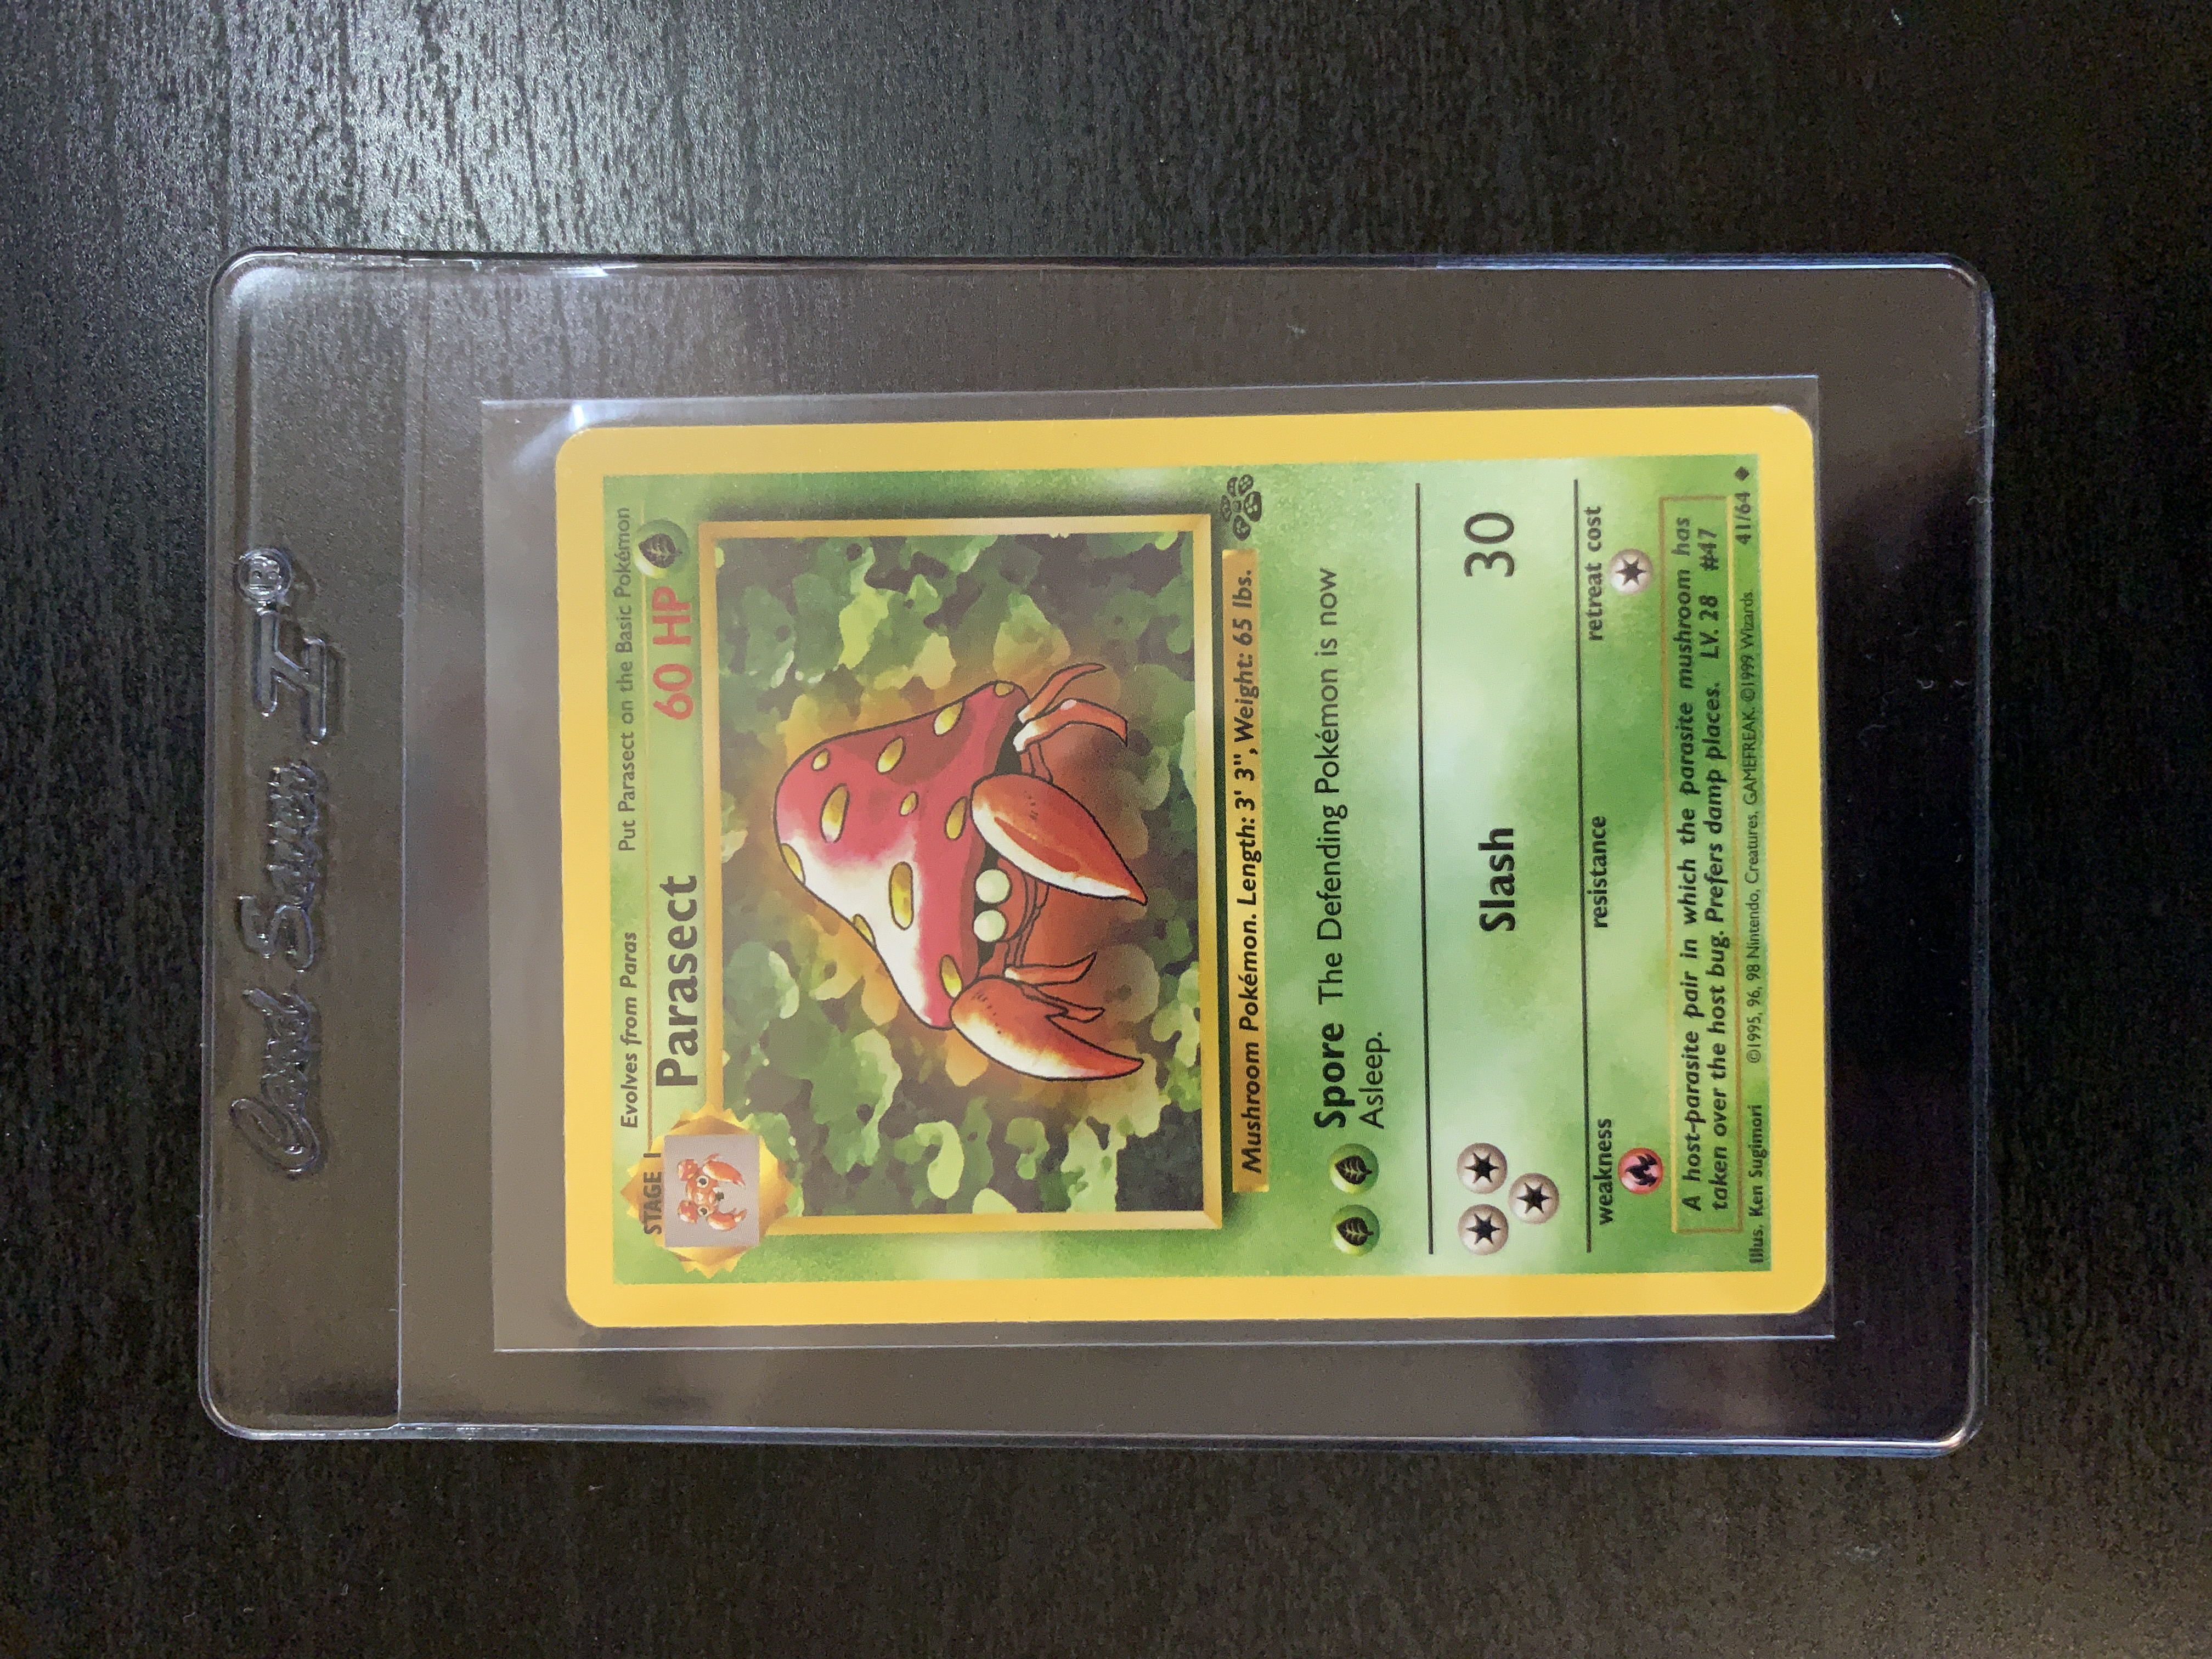 Card Saver I®
Evolves from Paras Put Parasect on the Basic Pokémon
STAGE 1
Parasect 60 HP
Mushroom Pokémon. Length: 3' 3", Weight: 65 lbs.
Spore The Defending Pokémon is now
Asleep.
Slash 30
weakness resistance retreat cost
A host-parasite pair in which the parasite mushroom has
taken over the host bug. Prefers damp places. LV. 28 #47
Illus. Ken Sugimori ©1995, 96, 98 Nintendo, Creatures, GAMEFREAK. ©1999 Wizards. 41/64